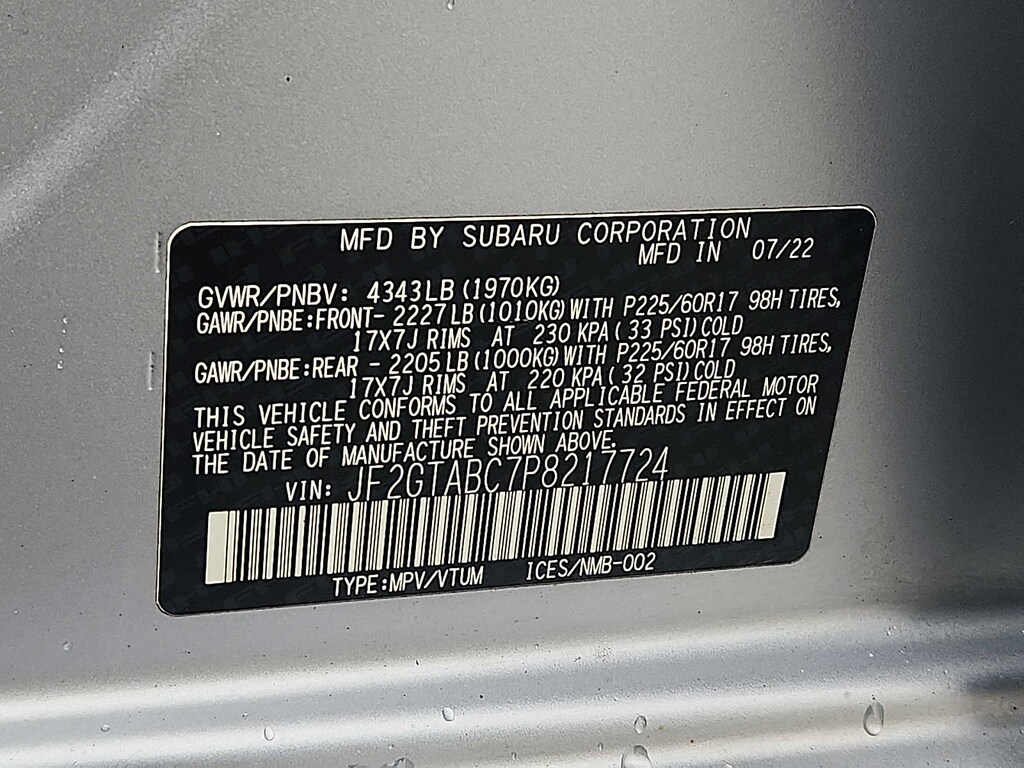 MFD BY SUBARU CORPORATION
MFD IN 07/22
GVWR/PNBV: 4343LB (1970KG)
GAWR/PNBE:FRONT- 2227LB (1010KG) WITH P225/60R17 98H TIRES,
17X7J RIMS AT 230 KPA ( 33 PSI) COLD
GAWR/PNBE:REAR - 2205LB (1000KG) WITH P225/60R17 98H TIRES,
17X7J RIMS AT 220 KPA ( 32 PSI) COLD
THIS VEHICLE CONFORMS TO ALL APPLICABLE FEDERAL MOTOR
VEHICLE SAFETY AND THEFT PREVENTION STANDARDS IN EFFECT ON
THE DATE OF MANUFACTURE SHOWN ABOVE.
VIN: JF2GTABC7P8217724
TYPE:MPV/VTUM ICES/NMB-002